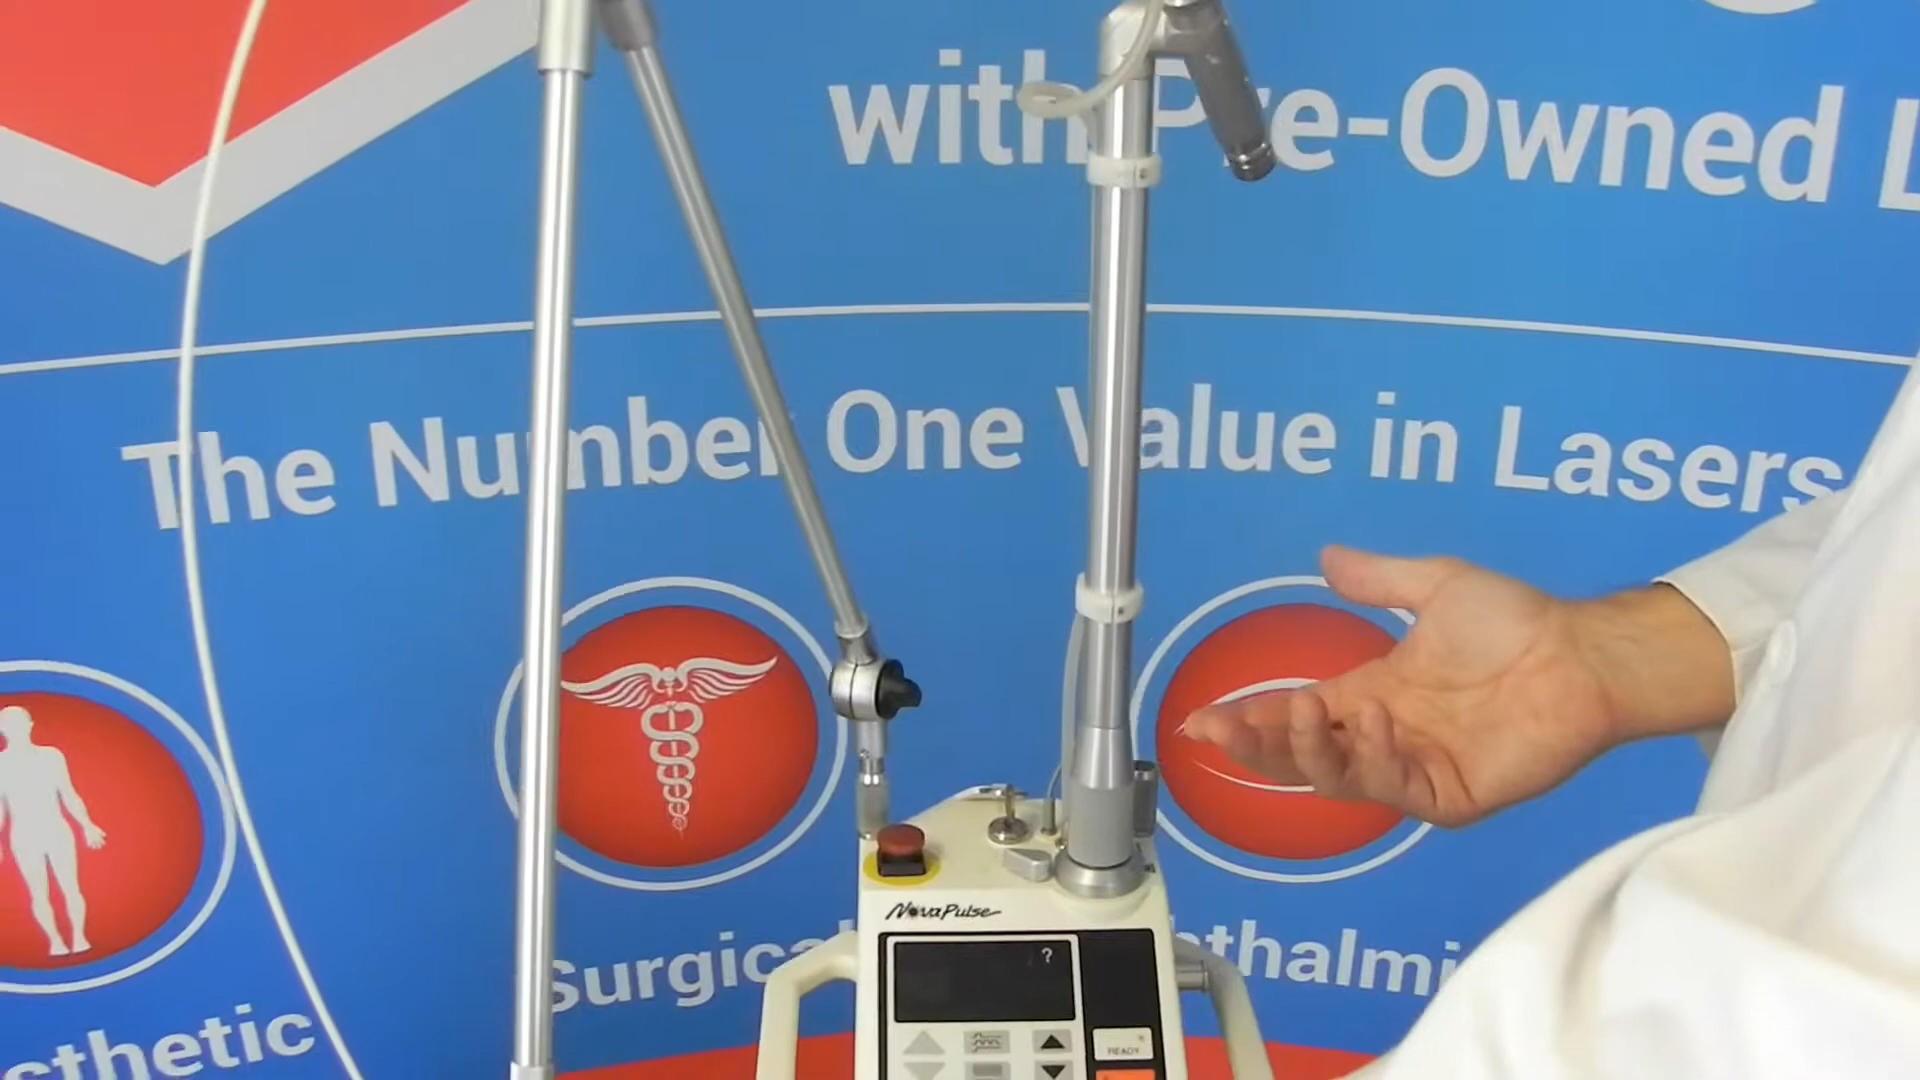 with Pre-Owned L
The Number One Value in Lasers
Surgical
sthetic
thalmi
NovaPulse
?
READY